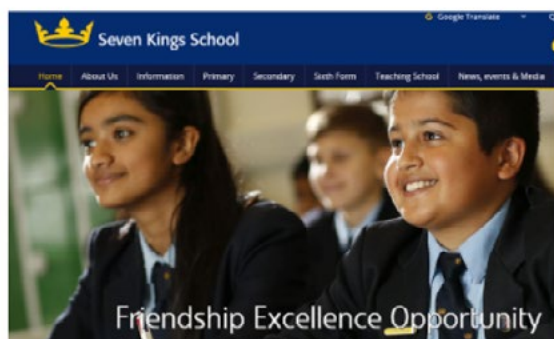 Google Translate
Seven Kings School
Home About Us Information Primary Secondary Sixth Form Teaching School News, events & Media
Friendship Excellence Opportunity